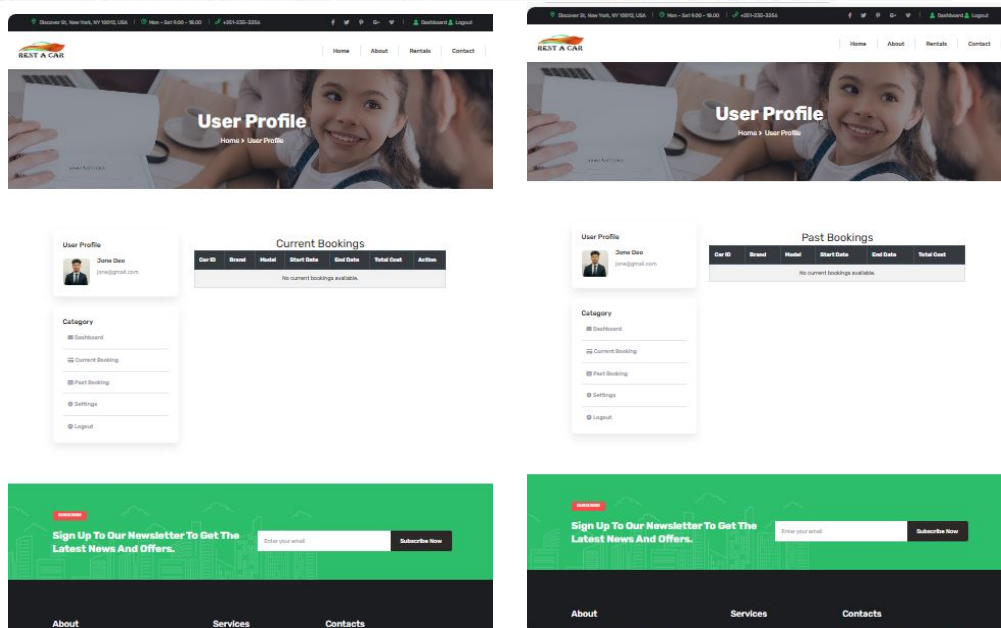 Discover St, New York, NY 10012, USA | Mon - Sat 9.00 - 18.00 | +251-235-3256 | Dashboard Logout
REST A CAR
Home About Rentals Contact
User Profile
Home > User Profile
User Profile
Jone Deo
jone@gmail.com
Category
Dashboard
Current Booking
Past Booking
Settings
Logout
Current Bookings
Car ID Brand Model Start Date End Date Total Cost Action
No current bookings available.
SUBSCRIBE
Sign Up To Our Newsletter To Get The
Latest News And Offers.
Enter your email
Subscribe Now
About Services Contacts
Discover St, New York, NY 10012, USA | Mon - Sat 9.00 - 18.00 | +251-235-3256 | Dashboard Logout
REST A CAR
Home About Rentals Contact
User Profile
Home > User Profile
User Profile
Jone Deo
jone@gmail.com
Category
Dashboard
Current Booking
Past Booking
Settings
Logout
Past Bookings
Car ID Brand Model Start Date End Date Total Cost
No current bookings available.
SUBSCRIBE
Sign Up To Our Newsletter To Get The
Latest News And Offers.
Enter your email
Subscribe Now
About Services Contacts